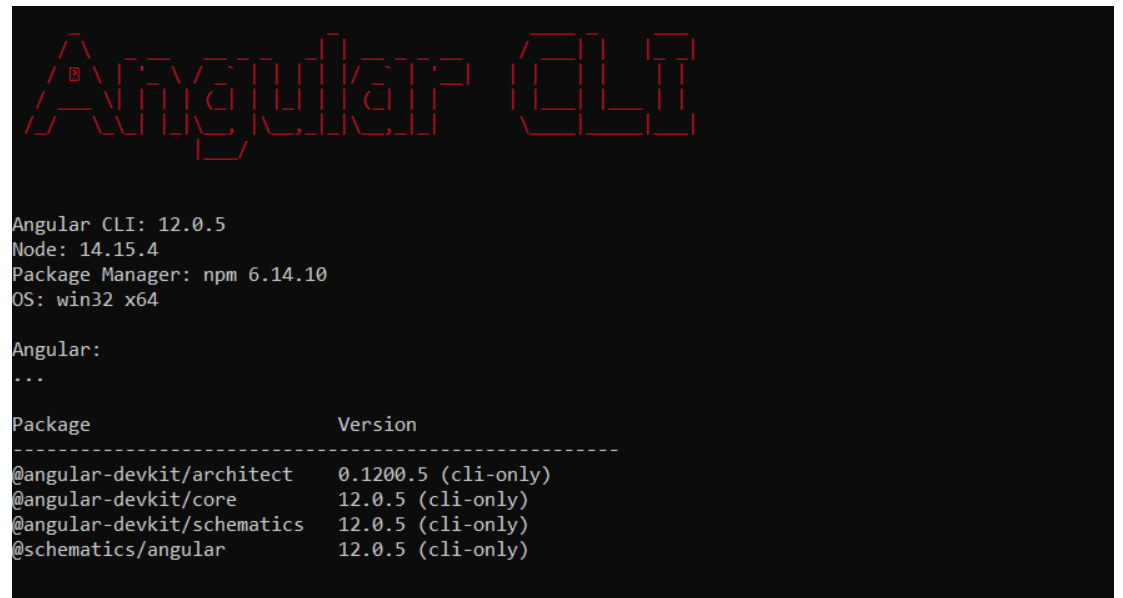 Angular CLI
Angular CLI: 12.0.5
Node: 14.15.4
Package Manager: npm 6.14.10
OS: win32 x64
Angular:
...
Package Version
------------------------------------------------------
@angular-devkit/architect 0.1200.5 (cli-only)
@angular-devkit/core 12.0.5 (cli-only)
@angular-devkit/schematics 12.0.5 (cli-only)
@schematics/angular 12.0.5 (cli-only)